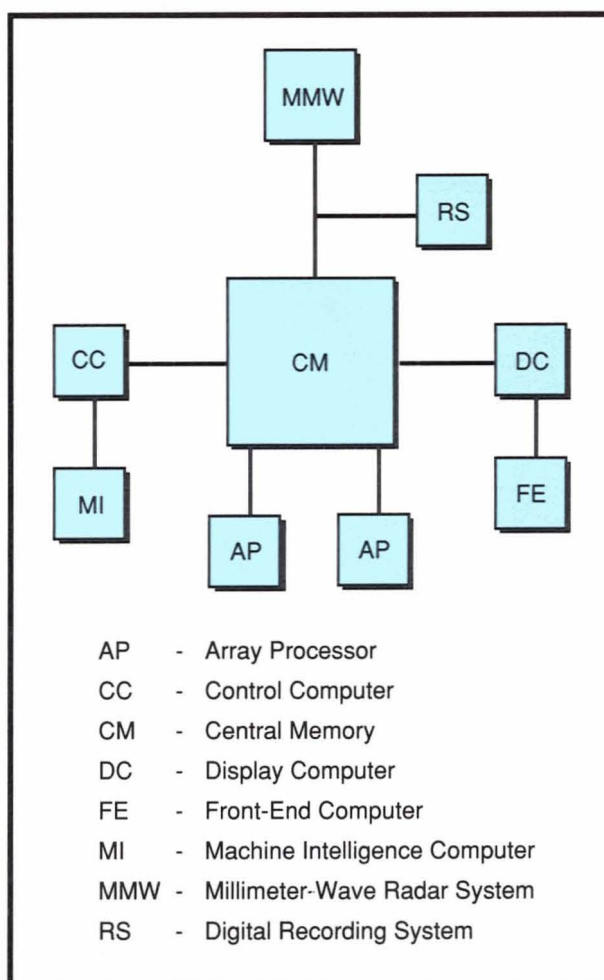 MMW
RS
CC
CM
DC
MI
FE
AP
AP
AP - Array Processor
CC - Control Computer
CM - Central Memory
DC - Display Computer
FE - Front-End Computer
MI - Machine Intelligence Computer
MMW - Millimeter-Wave Radar System
RS - Digital Recording System